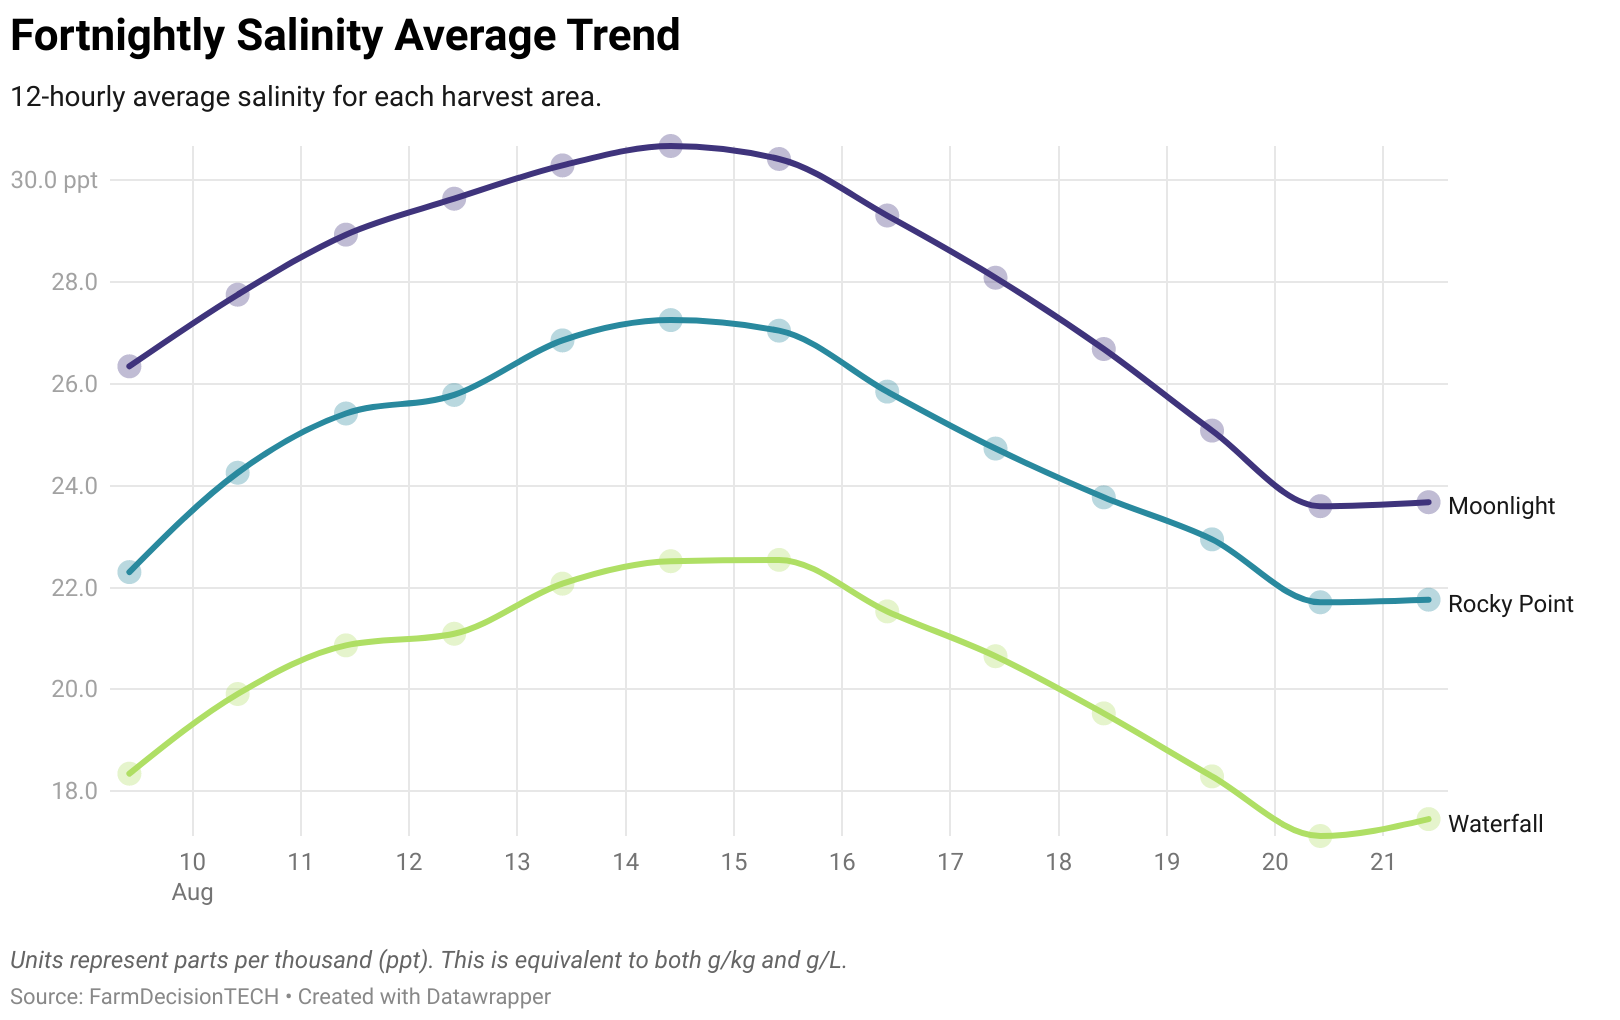 Fortnightly Salinity Average Trend
12-hourly average salinity for each harvest area.
30.0 ppt
28.0
26.0
24.0
22.0
20.0
18.0
Moonlight
Rocky Point
Waterfall
10 11 12 13 14 15 16 17 18 19 20 21
Aug
Units represent parts per thousand (ppt). This is equivalent to both g/kg and g/L.
Source: FarmDecisionTECH • Created with Datawrapper